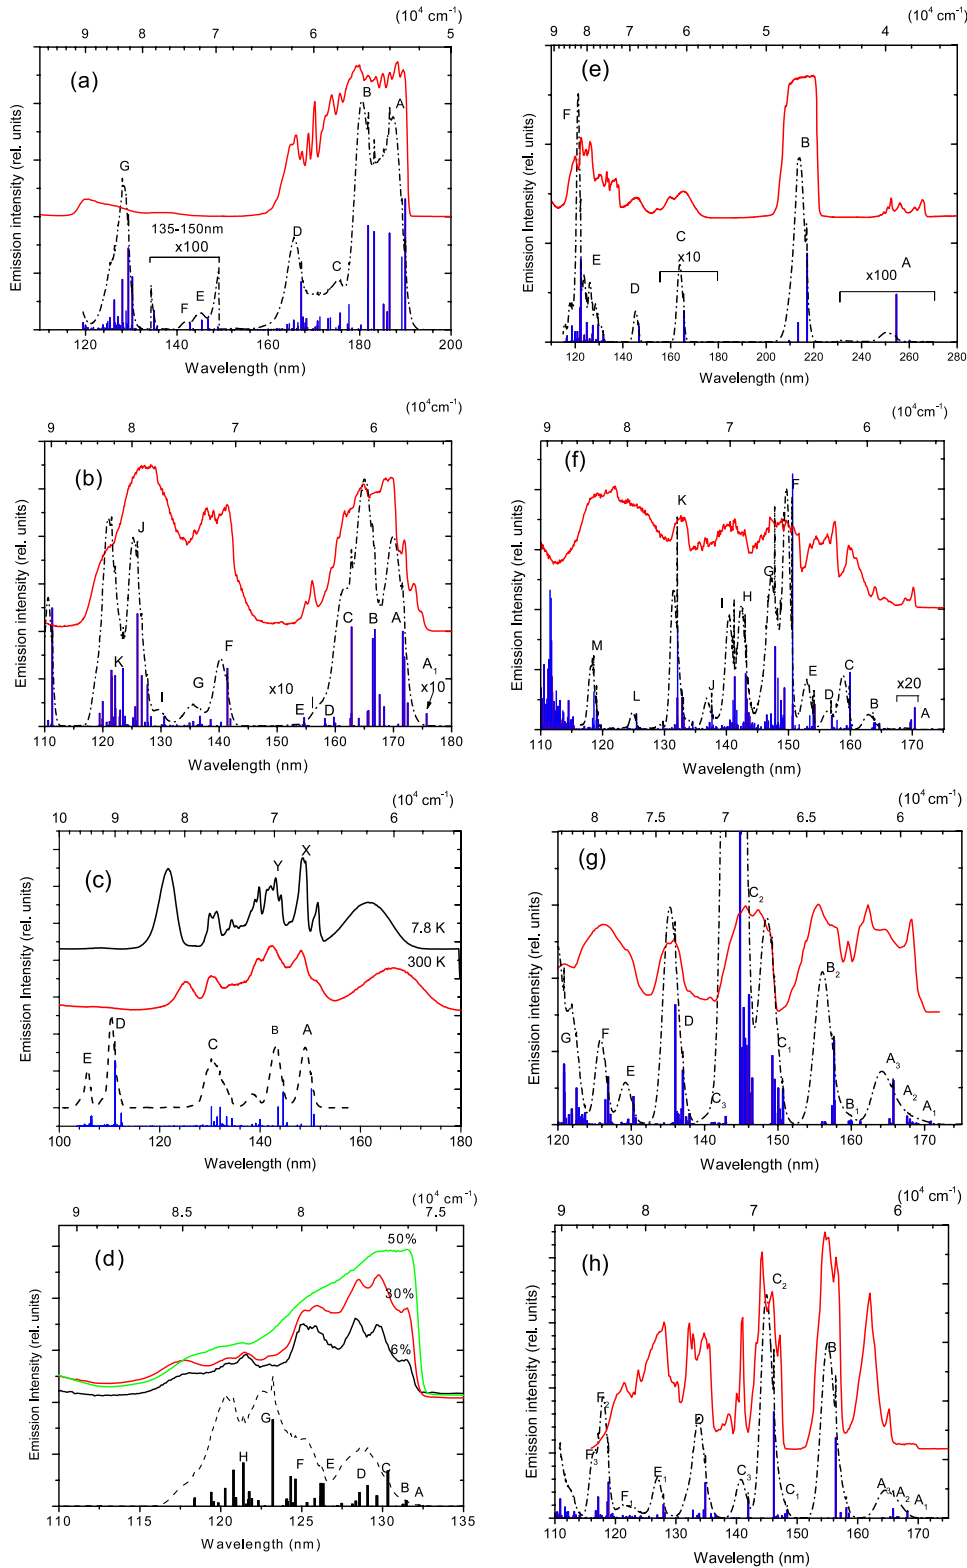 (10⁴ cm⁻¹)
9 8 7 6 5
(a)
Emission Intensity (rel. units)
G
135-150nm
x100
F
E
D
C
B
A
120 140 160 180 200
Wavelength (nm)
(10⁴ cm⁻¹)
9 8 7 6 5 4
(e)
Emission Intensity (rel. units)
F
E
D
C
x10
B
A
x100
120 140 160 180 200 220 240 260 280
Wavelength (nm)
(10⁴cm⁻¹)
9 8 7 6
(b)
Emission intensity (rel. units)
J
K
I
G
F
x10
E
D
C
B
A
A₁
x10
110 120 130 140 150 160 170 180
Wavelength (nm)
(10⁴cm⁻¹)
9 8 7 6
(f)
Emission Intensity (rel. units)
M
L
K
J
I
H
G
F
E
D
C
B
x20
A
110 120 130 140 150 160 170
Wavelength (nm)
(10⁴ cm⁻¹)
10 9 8 7 6
(c)
Emission Intensity (rel. units)
Y
X
7.8 K
300 K
E
D
C
B
A
100 120 140 160 180
Wavelength (nm)
(10⁴ cm⁻¹)
8 7.75 7.5 7.25 7 6.75 6.5 6.25 6
(g)
Emission Intensity (rel. units)
G
F
E
D
C₃
C₂
C₁
B₂
B₁
A₃
A₂
A₁
120 130 140 150 160 170
Wavelength (nm)
(10⁴ cm⁻¹)
9 8.5 8 7.5
(d)
Emission Intensity (rel. units)
50%
30%
6%
H
G
F
E
D
C
B
A
110 115 120 125 130 135
Wavelength (nm)
(10⁴ cm⁻¹)
9 8 7 6
(h)
Emission intensity (rel. units)
F₃
F₂
F₁
E₁
D
C₃
C₂
C₁
B
A₃
A₂
A₁
110 120 130 140 150 160 170
Wavelength (nm)